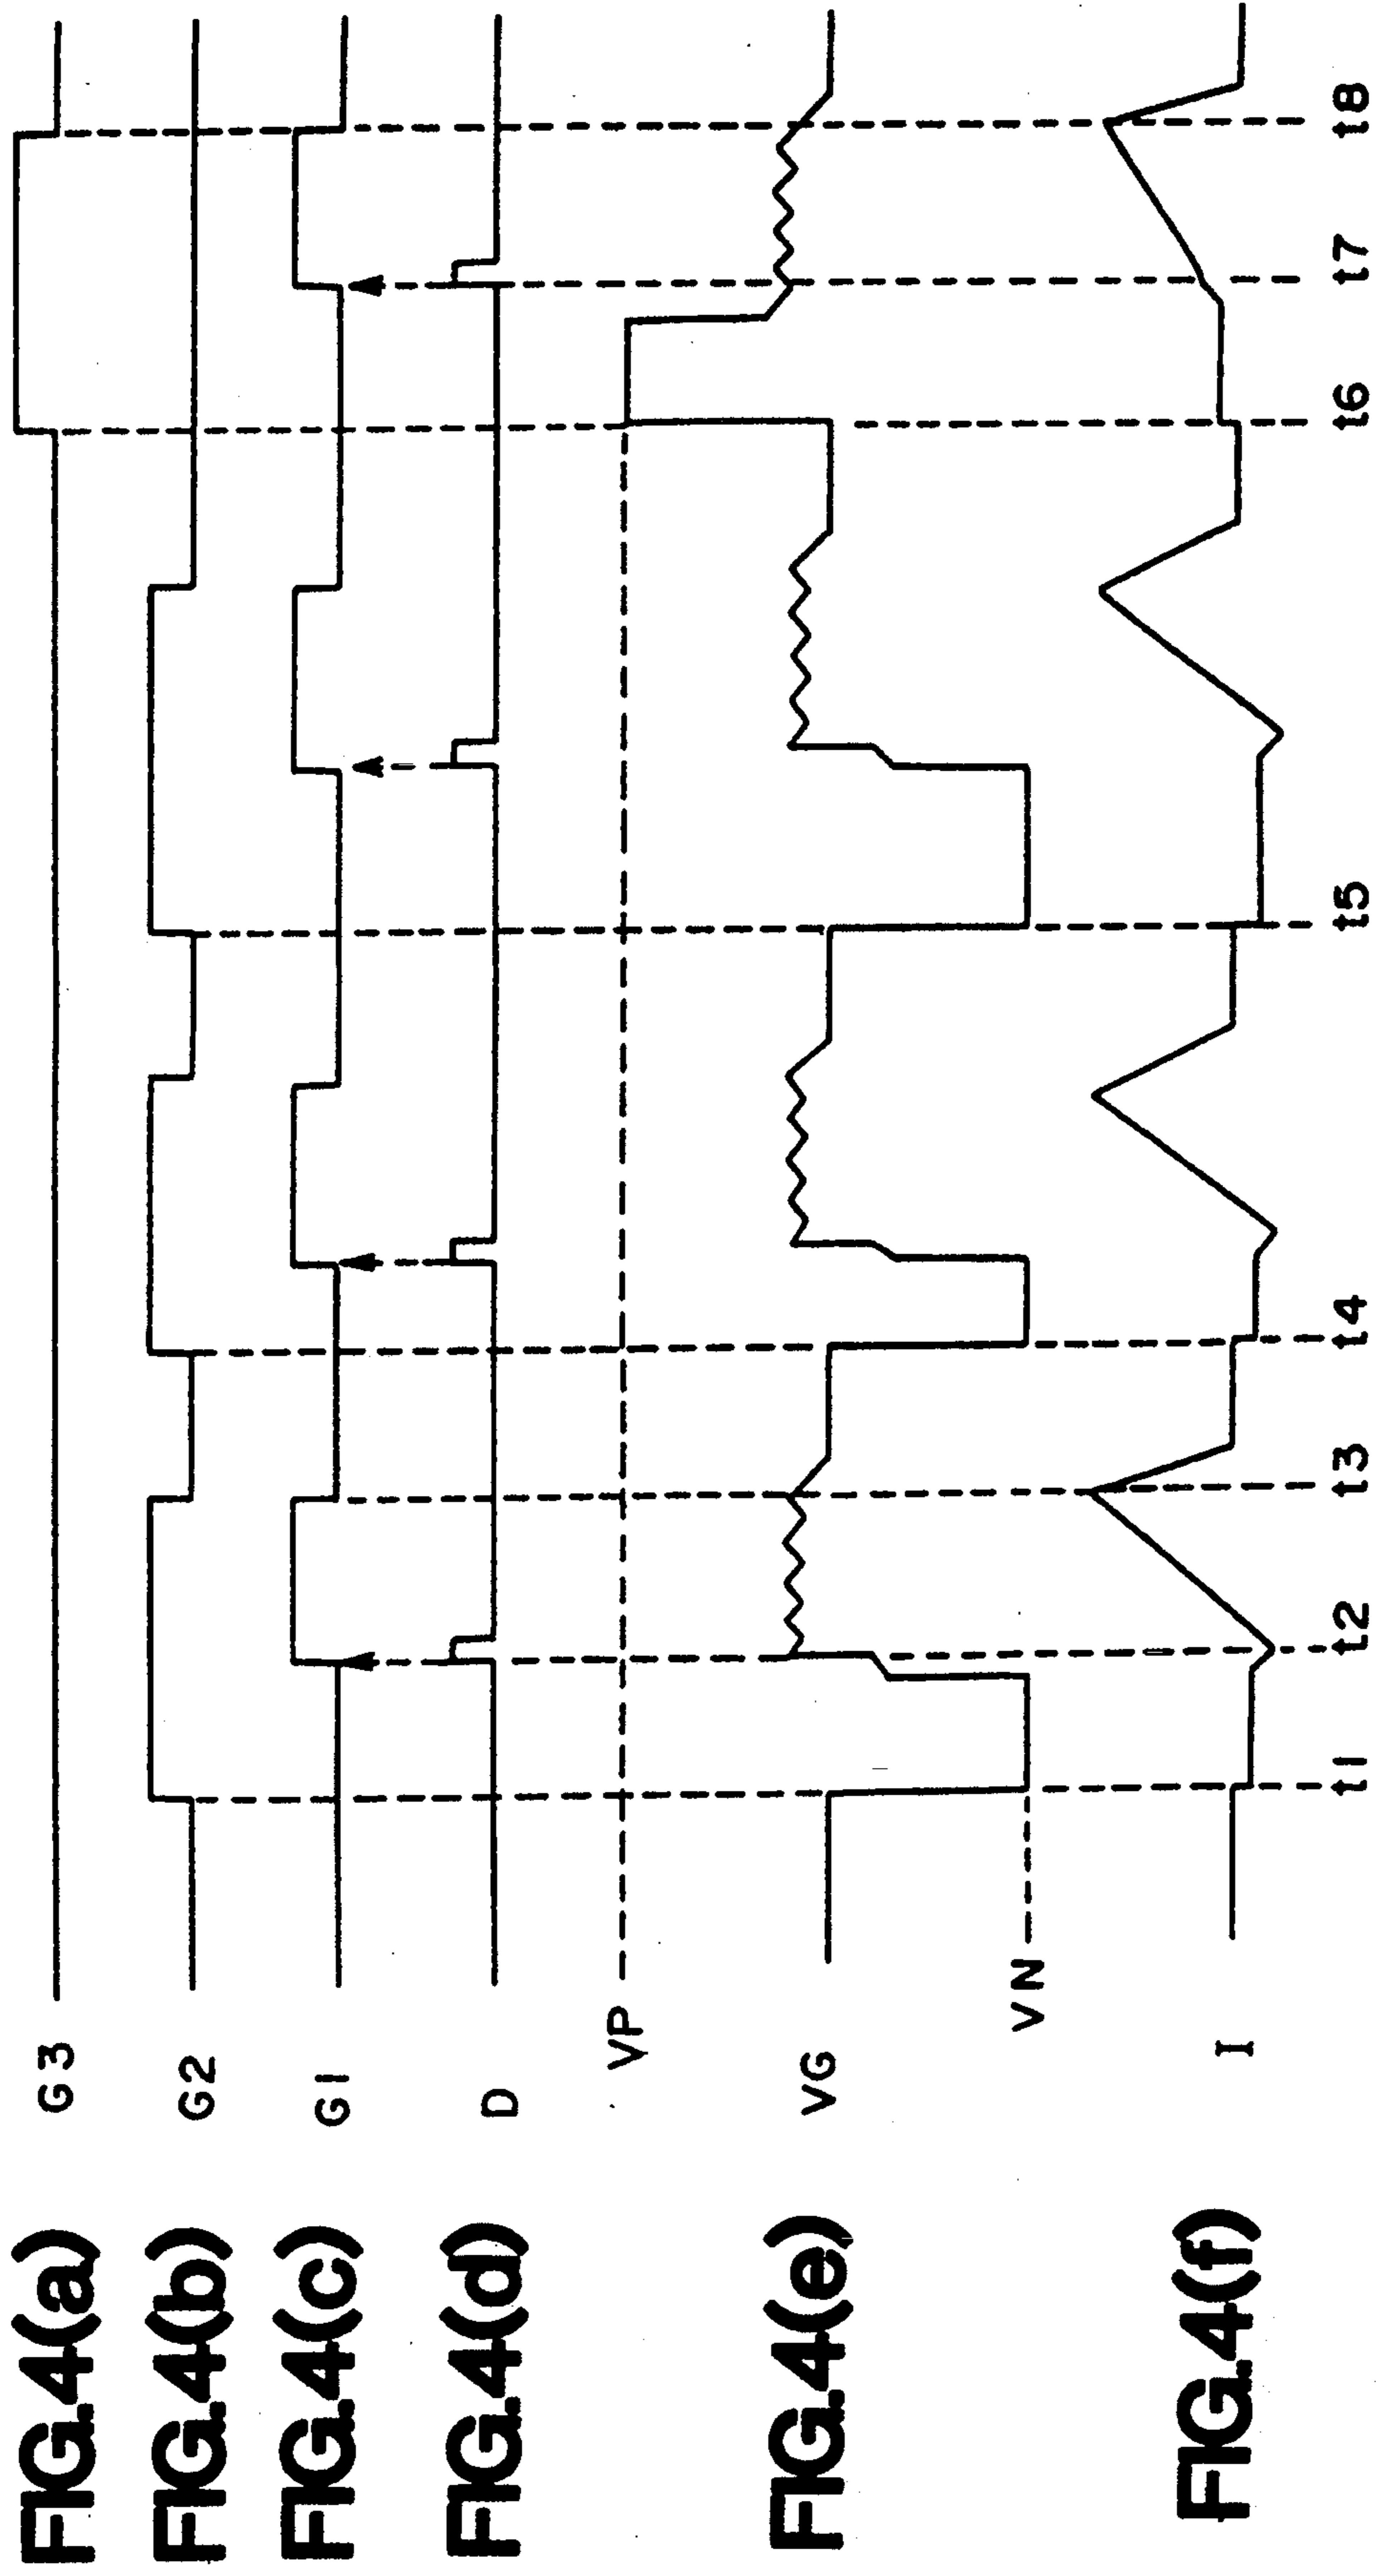 FIG.4(a) G3
FIG.4(b) G2
FIG.4(c) G1
FIG.4(d) D
VP
FIG.4(e) VG
VN
FIG.4(f) I
t1 t2 t3 t4 t5 t6 t7 t8